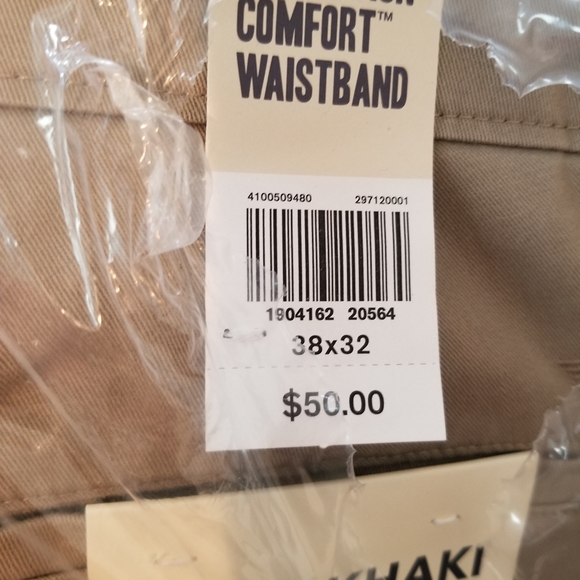 COMFORT™
WAISTBAND
4100509480 297120001
1904162 20564
38x32
$50.00
KHAKI